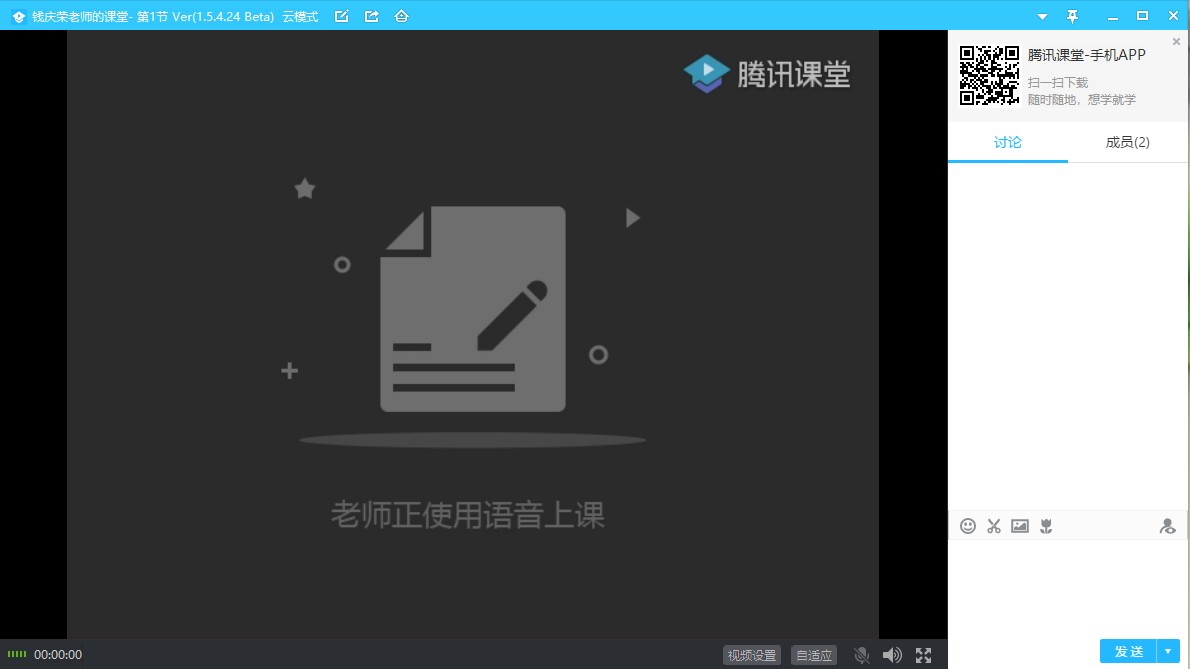 钱庆荣老师的课堂- 第1节 Ver(1.5.4.24 Beta) 云模式
腾讯课堂
老师正使用语音上课
00:00:00
视频设置
自适应
腾讯课堂-手机APP
扫一扫下载
随时随地，想学就学
讨论
成员(2)
发送